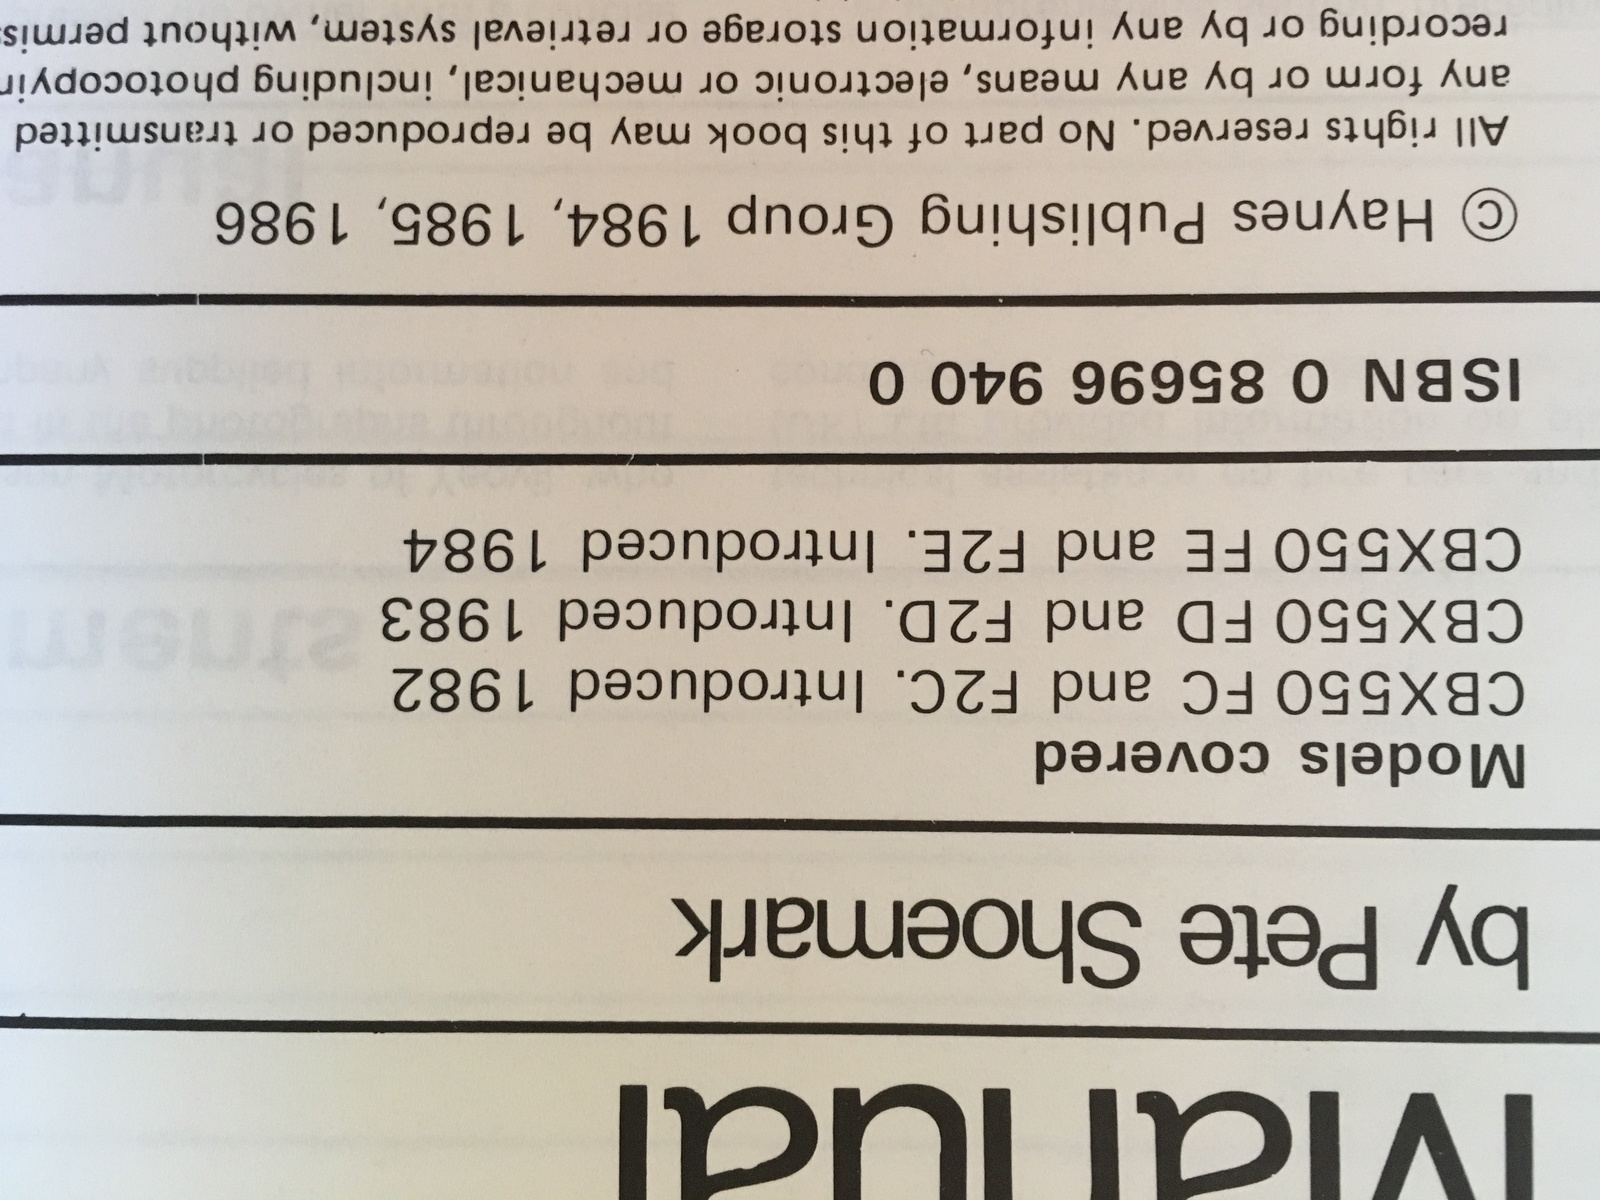 Manual
by Pete Shoemark
Models covered
CBX550 FC and F2C. Introduced 1982
CBX550 FD and F2D. Introduced 1983
CBX550 FE and F2E. Introduced 1984
ISBN 0 85696 940 0
© Haynes Publishing Group 1984, 1985, 1986
All rights reserved. No part of this book may be reproduced or transmitted
any form or by any means, electronic or mechanical, including photocopyin
recording or by any information storage or retrieval system, without permis